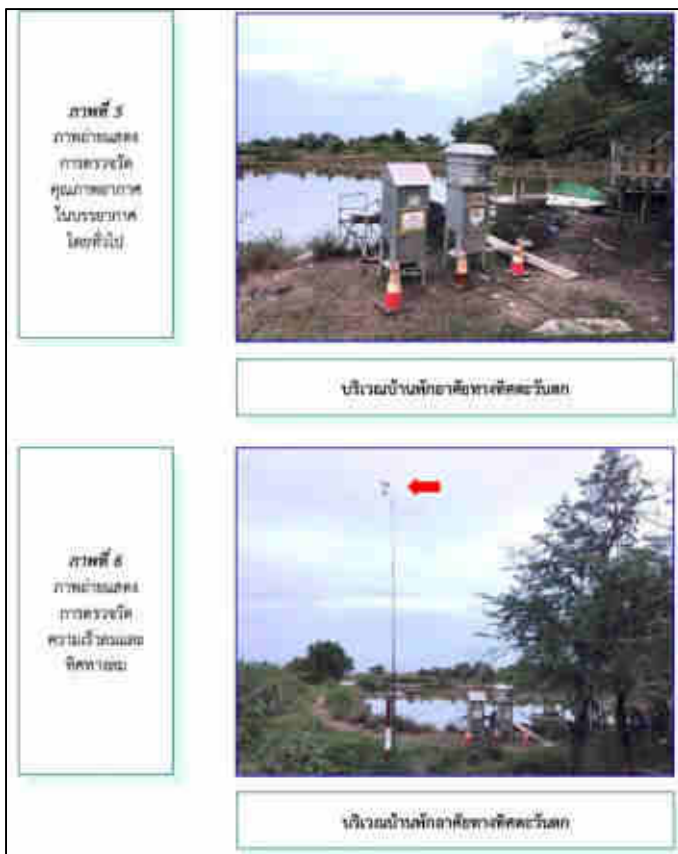 ภาพที่ 5
ภาพถ่ายแสดง
การตรวจวัด
คุณภาพอากาศ
ในบรรยากาศ
โดยทั่วไป
บริเวณบ้านพักอาศัยทางทิศตะวันตก
ภาพที่ 6
ภาพถ่ายแสดง
การตรวจวัด
ความเร็วลมและ
ทิศทางลม
บริเวณบ้านพักอาศัยทางทิศตะวันตก